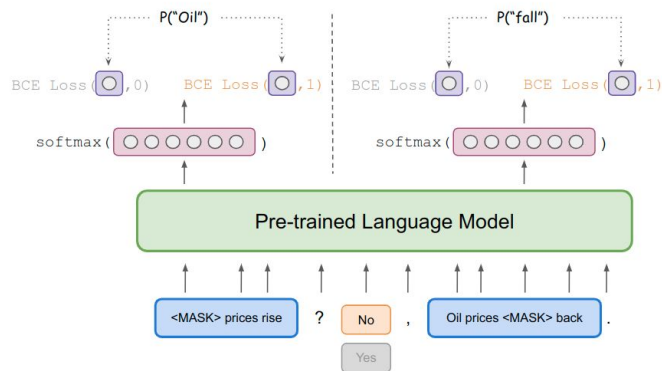 P("Oil")
P("fall")
BCE Loss( ,0)
BCE Loss( ,1)
BCE Loss( ,0)
BCE Loss( ,1)
softmax( )
softmax( )
Pre-trained Language Model
<MASK> prices rise ? No , Oil prices <MASK> back .
Yes